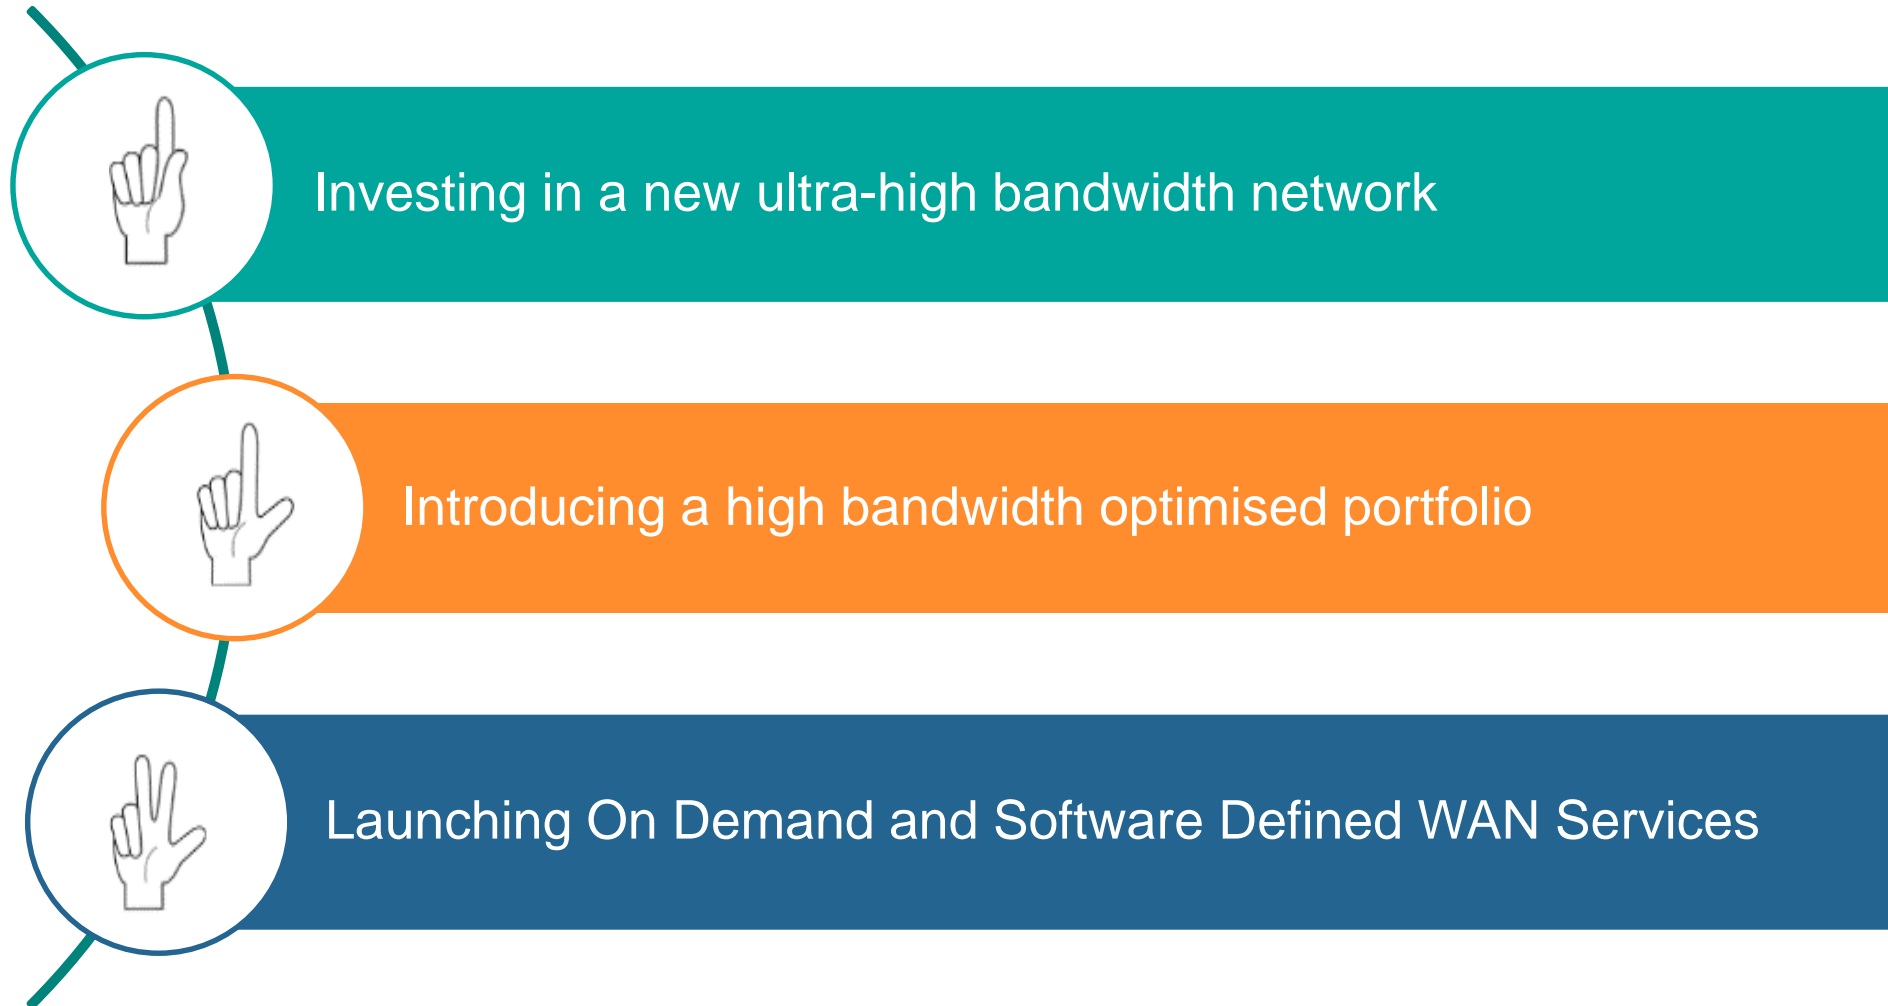 Investing in a new ultra-high bandwidth network
Introducing a high bandwidth optimised portfolio
Launching On Demand and Software Defined WAN Services